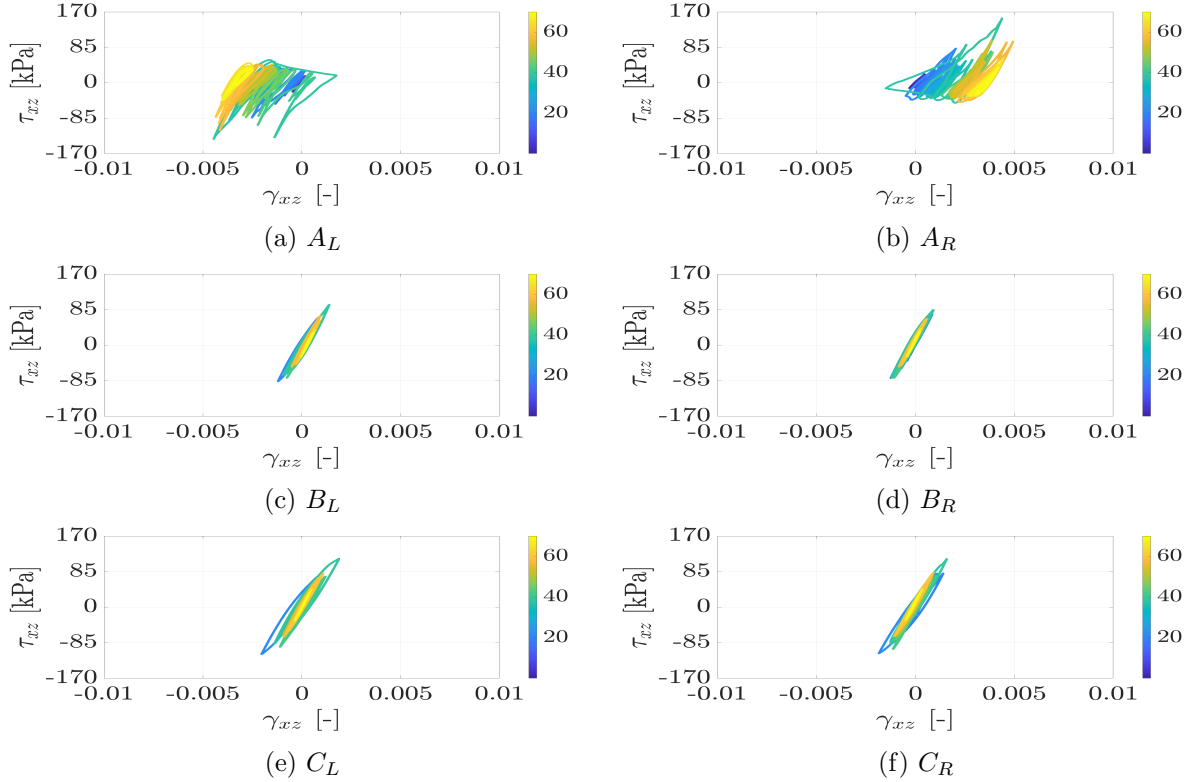 170 170
60 60
85 85
τxz [kPa] 0 40 τxz [kPa] 0 40
-85 20 -85 20
-170 -170
-0.01 -0.005 0 0.005 0.01 -0.01 -0.005 0 0.005 0.01
γxz [–] γxz [–]
(a) AL (b) AR
170 170
60 60
85 85
τxz [kPa] 0 40 τxz [kPa] 0 40
-85 20 -85 20
-170 -170
-0.01 -0.005 0 0.005 0.01 -0.01 -0.005 0 0.005 0.01
γxz [–] γxz [–]
(c) BL (d) BR
170 170
60 60
85 85
τxz [kPa] 0 40 τxz [kPa] 0 40
-85 20 -85 20
-170 -170
-0.01 -0.005 0 0.005 0.01 -0.01 -0.005 0 0.005 0.01
γxz [–] γxz [–]
(e) CL (f) CR